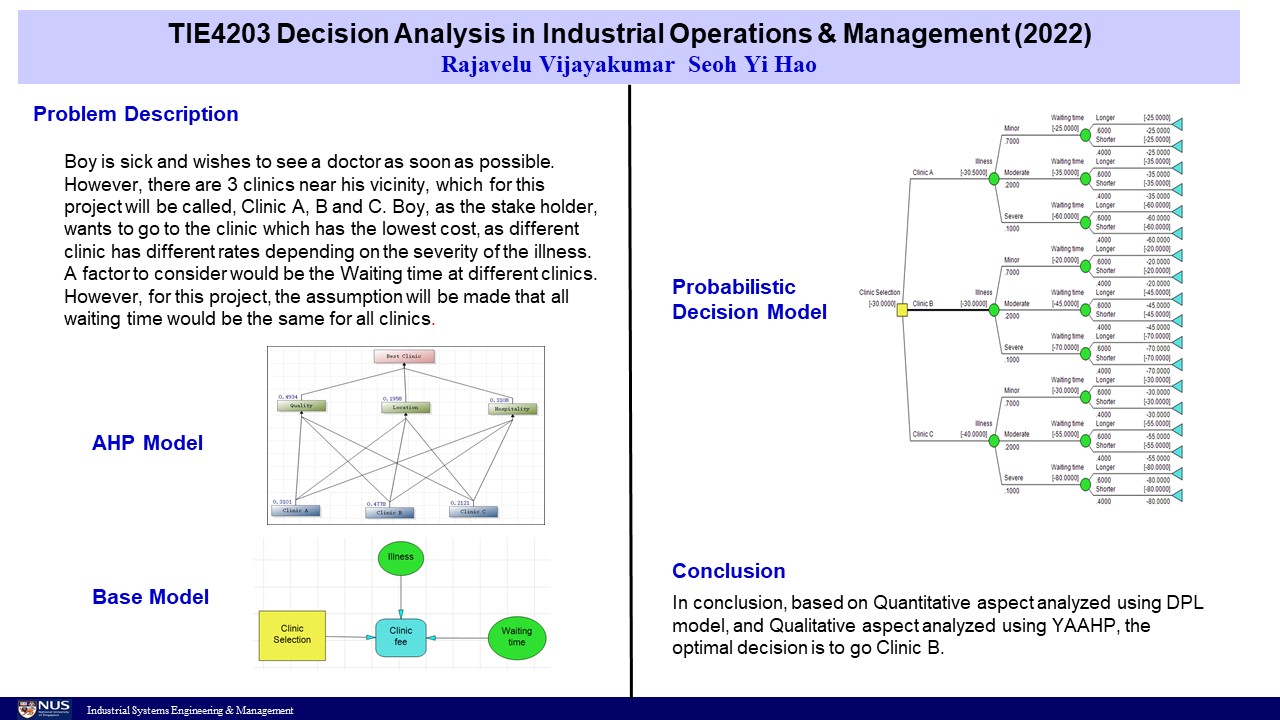 TIE4203 Decision Analysis in Industrial Operations & Management (2022)
Rajavelu Vijayakumar Seoh Yi Hao
Problem Description
Boy is sick and wishes to see a doctor as soon as possible.
However, there are 3 clinics near his vicinity, which for this
project will be called, Clinic A, B and C. Boy, as the stake holder,
wants to go to the clinic which has the lowest cost, as different
clinic has different rates depending on the severity of the illness.
A factor to consider would be the Waiting time at different clinics.
However, for this project, the assumption will be made that all
waiting time would be the same for all clinics.
AHP Model
Best Clinic
0.4934
Quality
0.1958
Location
0.3108
Hospitality
0.3101
Clinic A
0.4778
Clinic B
0.2121
Clinic C
Base Model
Illness
Clinic
Selection
Clinic
fee
Waiting
time
Probabilistic
Decision Model
Clinic Selection
[-30.0000]
Clinic A
Illness
[-30.5000]
Minor
.7000
Waiting time
[-25.0000]
Longer [-25.0000]
.6000 -25.0000
Shorter [-25.0000]
.4000 -25.0000
Moderate
.2000
Waiting time
[-35.0000]
Longer [-35.0000]
.6000 -35.0000
Shorter [-35.0000]
.4000 -35.0000
Severe
.1000
Waiting time
[-60.0000]
Longer [-60.0000]
.6000 -60.0000
Shorter [-60.0000]
.4000 -60.0000
Clinic B
Illness
[-30.0000]
Minor
.7000
Waiting time
[-20.0000]
Longer [-20.0000]
.6000 -20.0000
Shorter [-20.0000]
.4000 -20.0000
Moderate
.2000
Waiting time
[-45.0000]
Longer [-45.0000]
.6000 -45.0000
Shorter [-45.0000]
.4000 -45.0000
Severe
.1000
Waiting time
[-70.0000]
Longer [-70.0000]
.6000 -70.0000
Shorter [-70.0000]
.4000 -70.0000
Clinic C
Illness
[-40.0000]
Minor
.7000
Waiting time
[-30.0000]
Longer [-30.0000]
.6000 -30.0000
Shorter [-30.0000]
.4000 -30.0000
Moderate
.2000
Waiting time
[-55.0000]
Longer [-55.0000]
.6000 -55.0000
Shorter [-55.0000]
.4000 -55.0000
Severe
.1000
Waiting time
[-80.0000]
Longer [-80.0000]
.6000 -80.0000
Shorter [-80.0000]
.4000 -80.0000
Conclusion
In conclusion, based on Quantitative aspect analyzed using DPL
model, and Qualitative aspect analyzed using YAAHP, the
optimal decision is to go Clinic B.
NUS
National University
of Singapore
Industrial Systems Engineering & Management